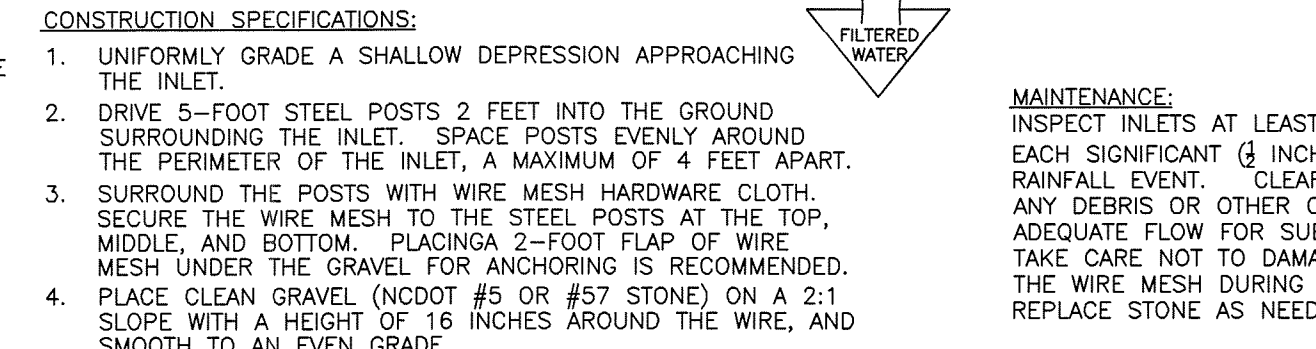 CONSTRUCTION SPECIFICATIONS:
1. UNIFORMLY GRADE A SHALLOW DEPRESSION APPROACHING
THE INLET.
2. DRIVE 5-FOOT STEEL POSTS 2 FEET INTO THE GROUND
SURROUNDING THE INLET. SPACE POSTS EVENLY AROUND
THE PERIMETER OF THE INLET, A MAXIMUM OF 4 FEET APART.
3. SURROUND THE POSTS WITH WIRE MESH HARDWARE CLOTH.
SECURE THE WIRE MESH TO THE STEEL POSTS AT THE TOP,
MIDDLE, AND BOTTOM. PLACINGA 2-FOOT FLAP OF WIRE
MESH UNDER THE GRAVEL FOR ANCHORING IS RECOMMENDED.
4. PLACE CLEAN GRAVEL (NCDOT #5 OR #57 STONE) ON A 2:1
SLOPE WITH A HEIGHT OF 16 INCHES AROUND THE WIRE, AND
SMOOTH TO AN EVEN GRADE
FILTERED
WATER
MAINTENANCE:
INSPECT INLETS AT LEAST
EACH SIGNIFICANT (½ INCH
RAINFALL EVENT. CLEAR
ANY DEBRIS OR OTHER
ADEQUATE FLOW FOR
TAKE CARE NOT TO
THE WIRE MESH DURING
REPLACE STONE AS